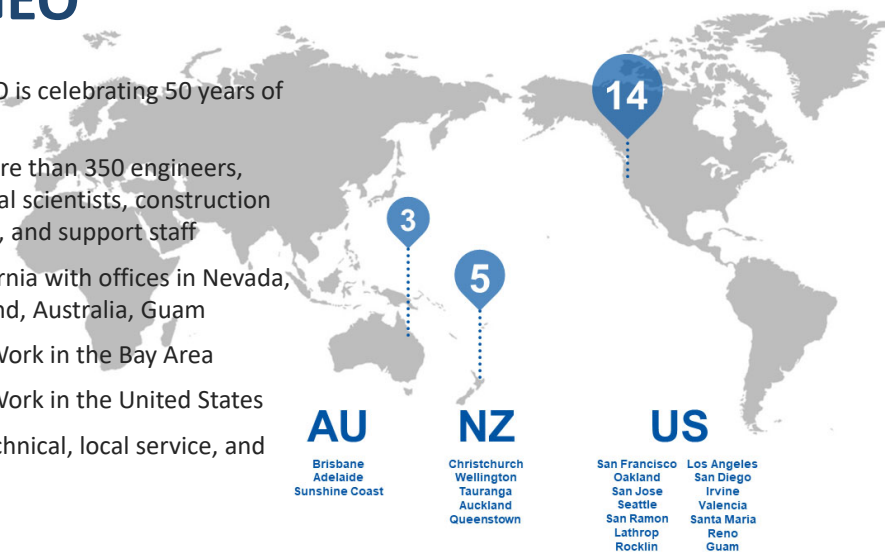 IEO
O is celebrating 50 years of
re than 350 engineers,
al scientists, construction
, and support staff
rnia with offices in Nevada,
nd, Australia, Guam
Work in the Bay Area
Work in the United States
chnical, local service, and
14
3
5
AU
Brisbane
Adelaide
Sunshine Coast
NZ
Christchurch
Wellington
Tauranga
Auckland
Queenstown
US
San Francisco
Oakland
San Jose
Seattle
San Ramon
Lathrop
Rocklin
Los Angeles
San Diego
Irvine
Valencia
Santa Maria
Reno
Guam